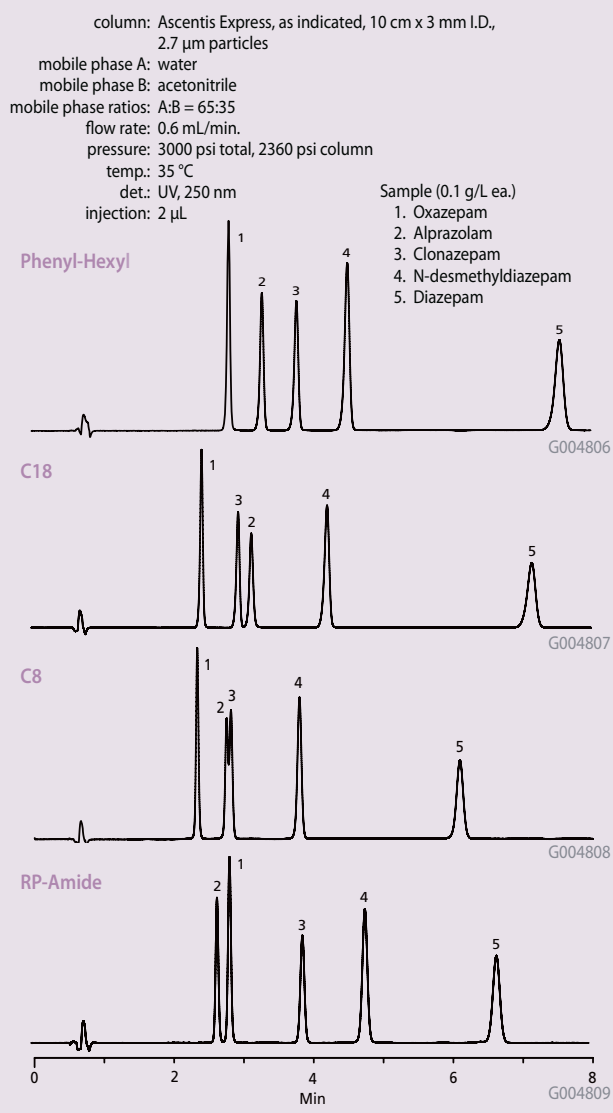 column: Ascentis Express, as indicated, 10 cm x 3 mm I.D.,
2.7 µm particles
mobile phase A: water
mobile phase B: acetonitrile
mobile phase ratios: A:B = 65:35
flow rate: 0.6 mL/min.
pressure: 3000 psi total, 2360 psi column
temp.: 35 °C
det.: UV, 250 nm
injection: 2 µL
Sample (0.1 g/L ea.)
1. Oxazepam
2. Alprazolam
3. Clonazepam
4. N-desmethyldiazepam
5. Diazepam
Phenyl-Hexyl
1
2
3
4
5
G004806
C18
1
3
2
4
5
G004807
C8
1
2
3
4
5
G004808
RP-Amide
2
1
3
4
5
0 2 4 6 8
Min
G004809